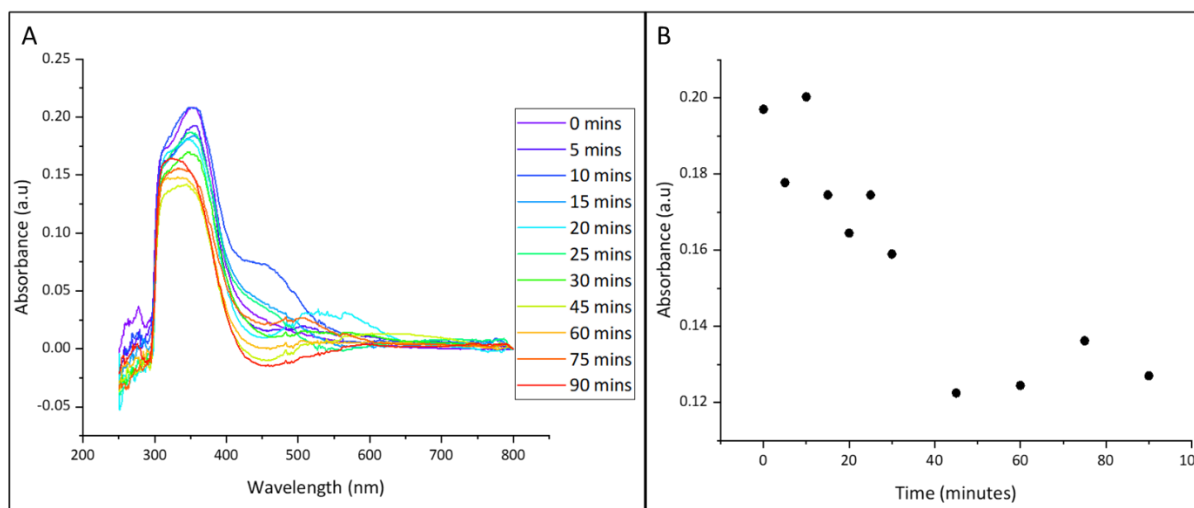 A
0.25
0.20
0.15
0.10
0.05
0.00
-0.05
Absorbance (a.u)
200 300 400 500 600 700 800
Wavelength (nm)
0 mins
5 mins
10 mins
15 mins
20 mins
25 mins
30 mins
45 mins
60 mins
75 mins
90 mins
B
0.20
0.18
0.16
0.14
0.12
Absorbance (a.u)
0 20 40 60 80 10
Time (minutes)